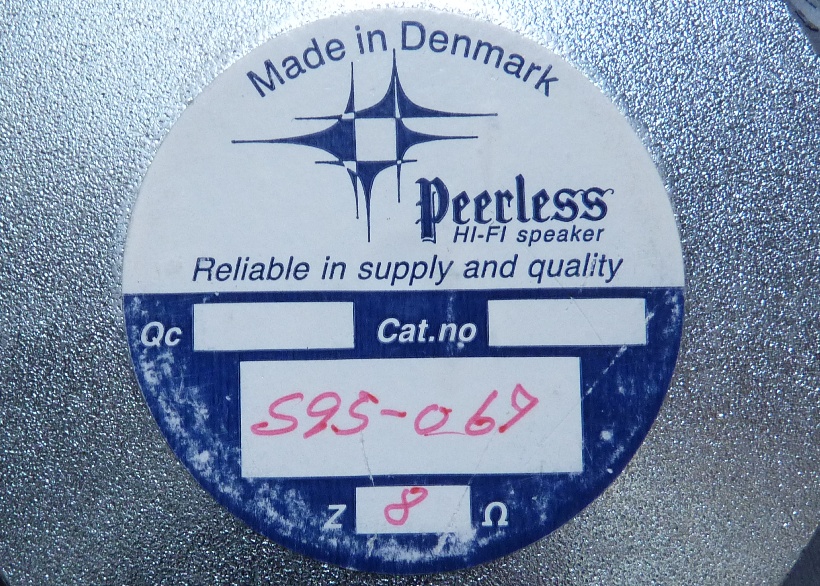 Made in Denmark
Peerless
HI-FI speaker
Reliable in supply and quality
Qc Cat.no
S95-067
Z 8 Ω